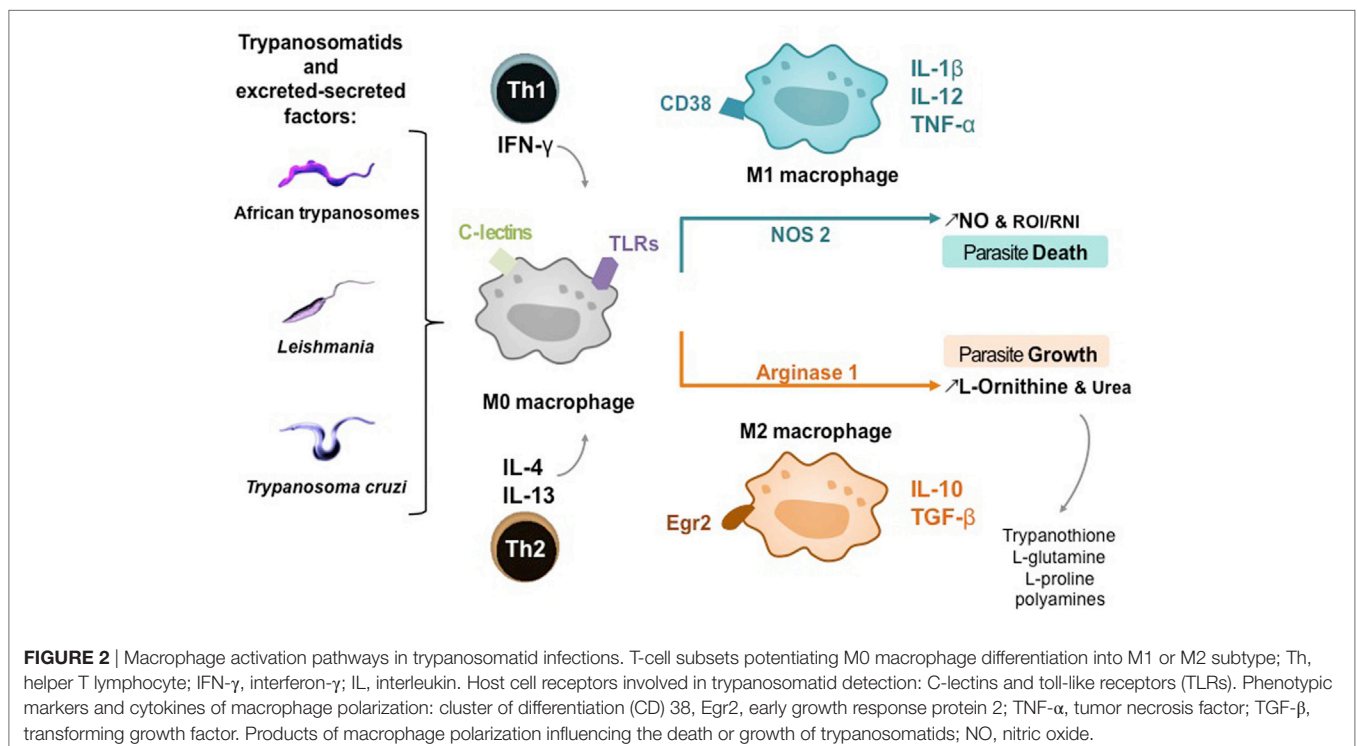 Trypanosomatids
and
excreted-secreted
factors:
African trypanosomes
Leishmania
Trypanosoma cruzi
Th1
IFN-γ
C-lectins
TLRs
M0 macrophage
IL-4
IL-13
Th2
CD38
IL-1β
IL-12
TNF-α
M1 macrophage
NOS 2
↗NO & ROI/RNI
Parasite Death
Parasite Growth
Arginase 1
↗L-Ornithine & Urea
M2 macrophage
Egr2
IL-10
TGF-β
Trypanothione
L-glutamine
L-proline
polyamines
FIGURE 2 | Macrophage activation pathways in trypanosomatid infections. T-cell subsets potentiating M0 macrophage differentiation into M1 or M2 subtype; Th,
helper T lymphocyte; IFN-γ, interferon-γ; IL, interleukin. Host cell receptors involved in trypanosomatid detection: C-lectins and toll-like receptors (TLRs). Phenotypic
markers and cytokines of macrophage polarization: cluster of differentiation (CD) 38, Egr2, early growth response protein 2; TNF-α, tumor necrosis factor; TGF-β,
transforming growth factor. Products of macrophage polarization influencing the death or growth of trypanosomatids; NO, nitric oxide.